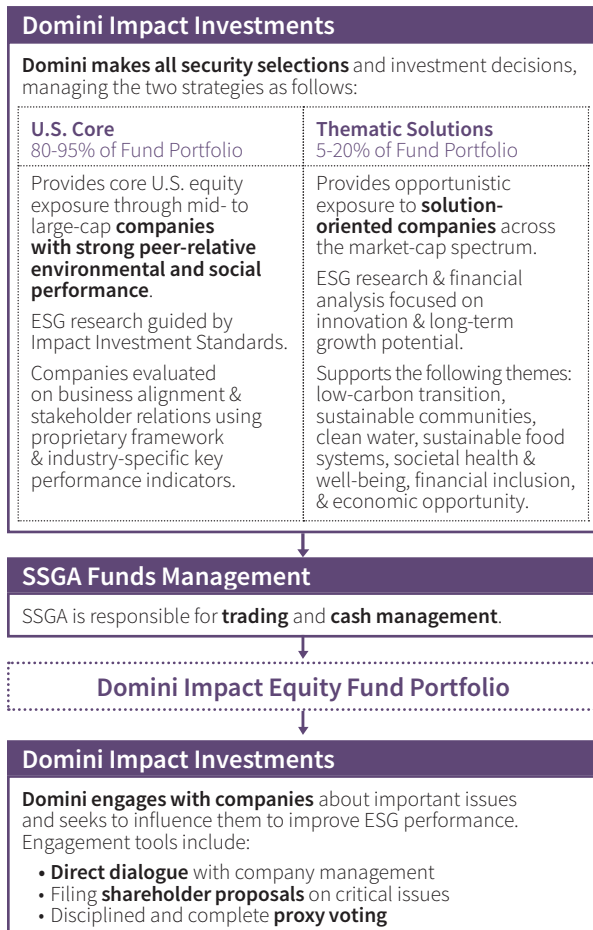 Domini Impact Investments
Domini makes all security selections and investment decisions,
managing the two strategies as follows:
U.S. Core
80-95% of Fund Portfolio
Provides core U.S. equity
exposure through mid- to
large-cap companies
with strong peer-relative
environmental and social
performance.
ESG research guided by
Impact Investment Standards.
Companies evaluated
on business alignment &
stakeholder relations using
proprietary framework
& industry-specific key
performance indicators.
Thematic Solutions
5-20% of Fund Portfolio
Provides opportunistic
exposure to solution-
oriented companies across
the market-cap spectrum.
ESG research & financial
analysis focused on
innovation & long-term
growth potential.
Supports the following themes:
low-carbon transition,
sustainable communities,
clean water, sustainable food
systems, societal health &
well-being, financial inclusion,
& economic opportunity.
SSGA Funds Management
SSGA is responsible for trading and cash management.
Domini Impact Equity Fund Portfolio
Domini Impact Investments
Domini engages with companies about important issues
and seeks to influence them to improve ESG performance.
Engagement tools include:
• Direct dialogue with company management
• Filing shareholder proposals on critical issues
• Disciplined and complete proxy voting